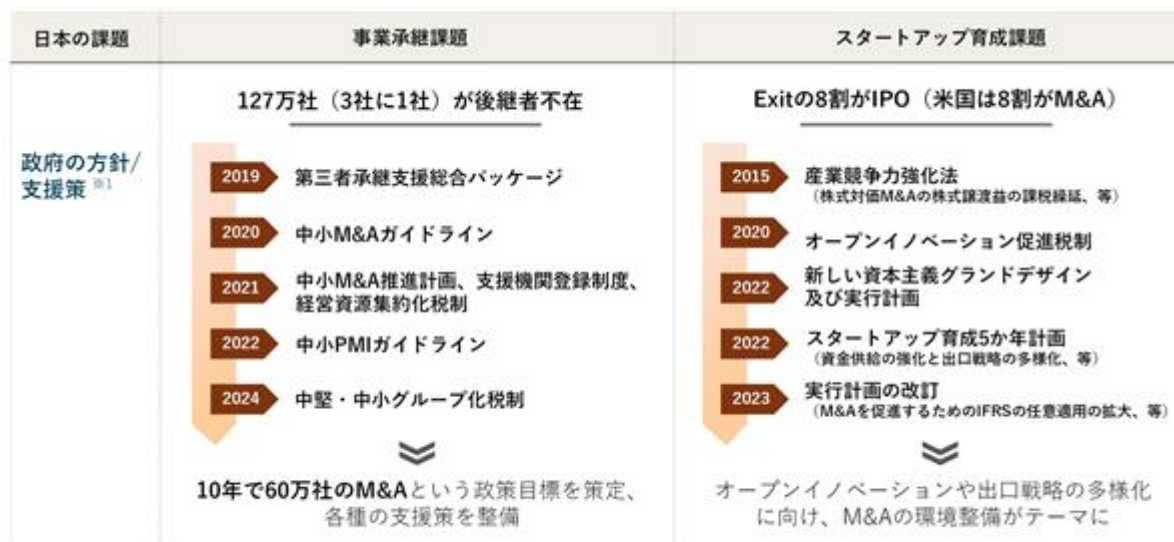 日本の課題
事業承継課題
スタートアップ育成課題
政府の方針/
支援策 ※1
127万社（3社に1社）が後継者不在
2019 第三者承継支援総合パッケージ
2020 中小M&Aガイドライン
2021 中小M&A推進計画、支援機関登録制度、
経営資源集約化税制
2022 中小PMIガイドライン
2024 中堅・中小グループ化税制
10年で60万社のM&Aという政策目標を策定、
各種の支援策を整備
Exitの8割がIPO（米国は8割がM&A）
2015 産業競争力強化法
（株式対価M&Aの株式譲渡益の課税繰延、等）
2020 オープンイノベーション促進税制
2022 新しい資本主義グランドデザイン
及び実行計画
2022 スタートアップ育成5か年計画
（資金供給の強化と出口戦略の多様化、等）
2023 実行計画の改訂
（M&Aを促進するためのIFRSの任意適用の拡大、等）
オープンイノベーションや出口戦略の多様化
に向け、M&Aの環境整備がテーマに